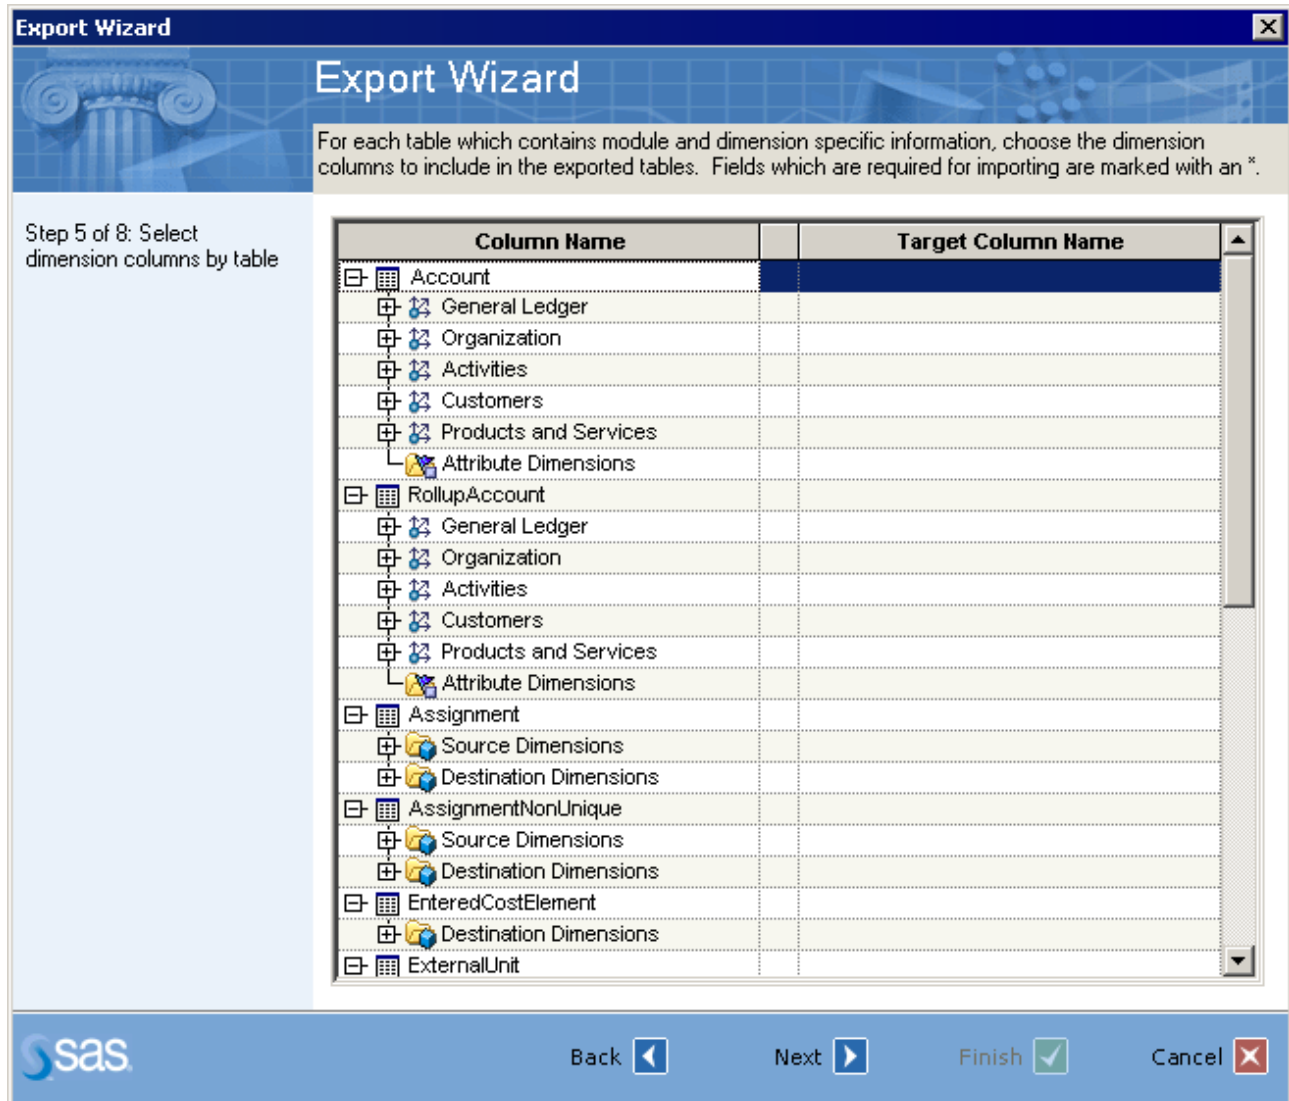 Export Wizard
Export Wizard
For each table which contains module and dimension specific information, choose the dimension
columns to include in the exported tables.  Fields which are required for importing are marked with an *.
Step 5 of 8: Select
dimension columns by table
Column Name Target Column Name
Account
General Ledger
Organization
Activities
Customers
Products and Services
Attribute Dimensions
RollupAccount
General Ledger
Organization
Activities
Customers
Products and Services
Attribute Dimensions
Assignment
Source Dimensions
Destination Dimensions
AssignmentNonUnique
Source Dimensions
Destination Dimensions
EnteredCostElement
Destination Dimensions
ExternalUnit
sas Back Next Finish Cancel